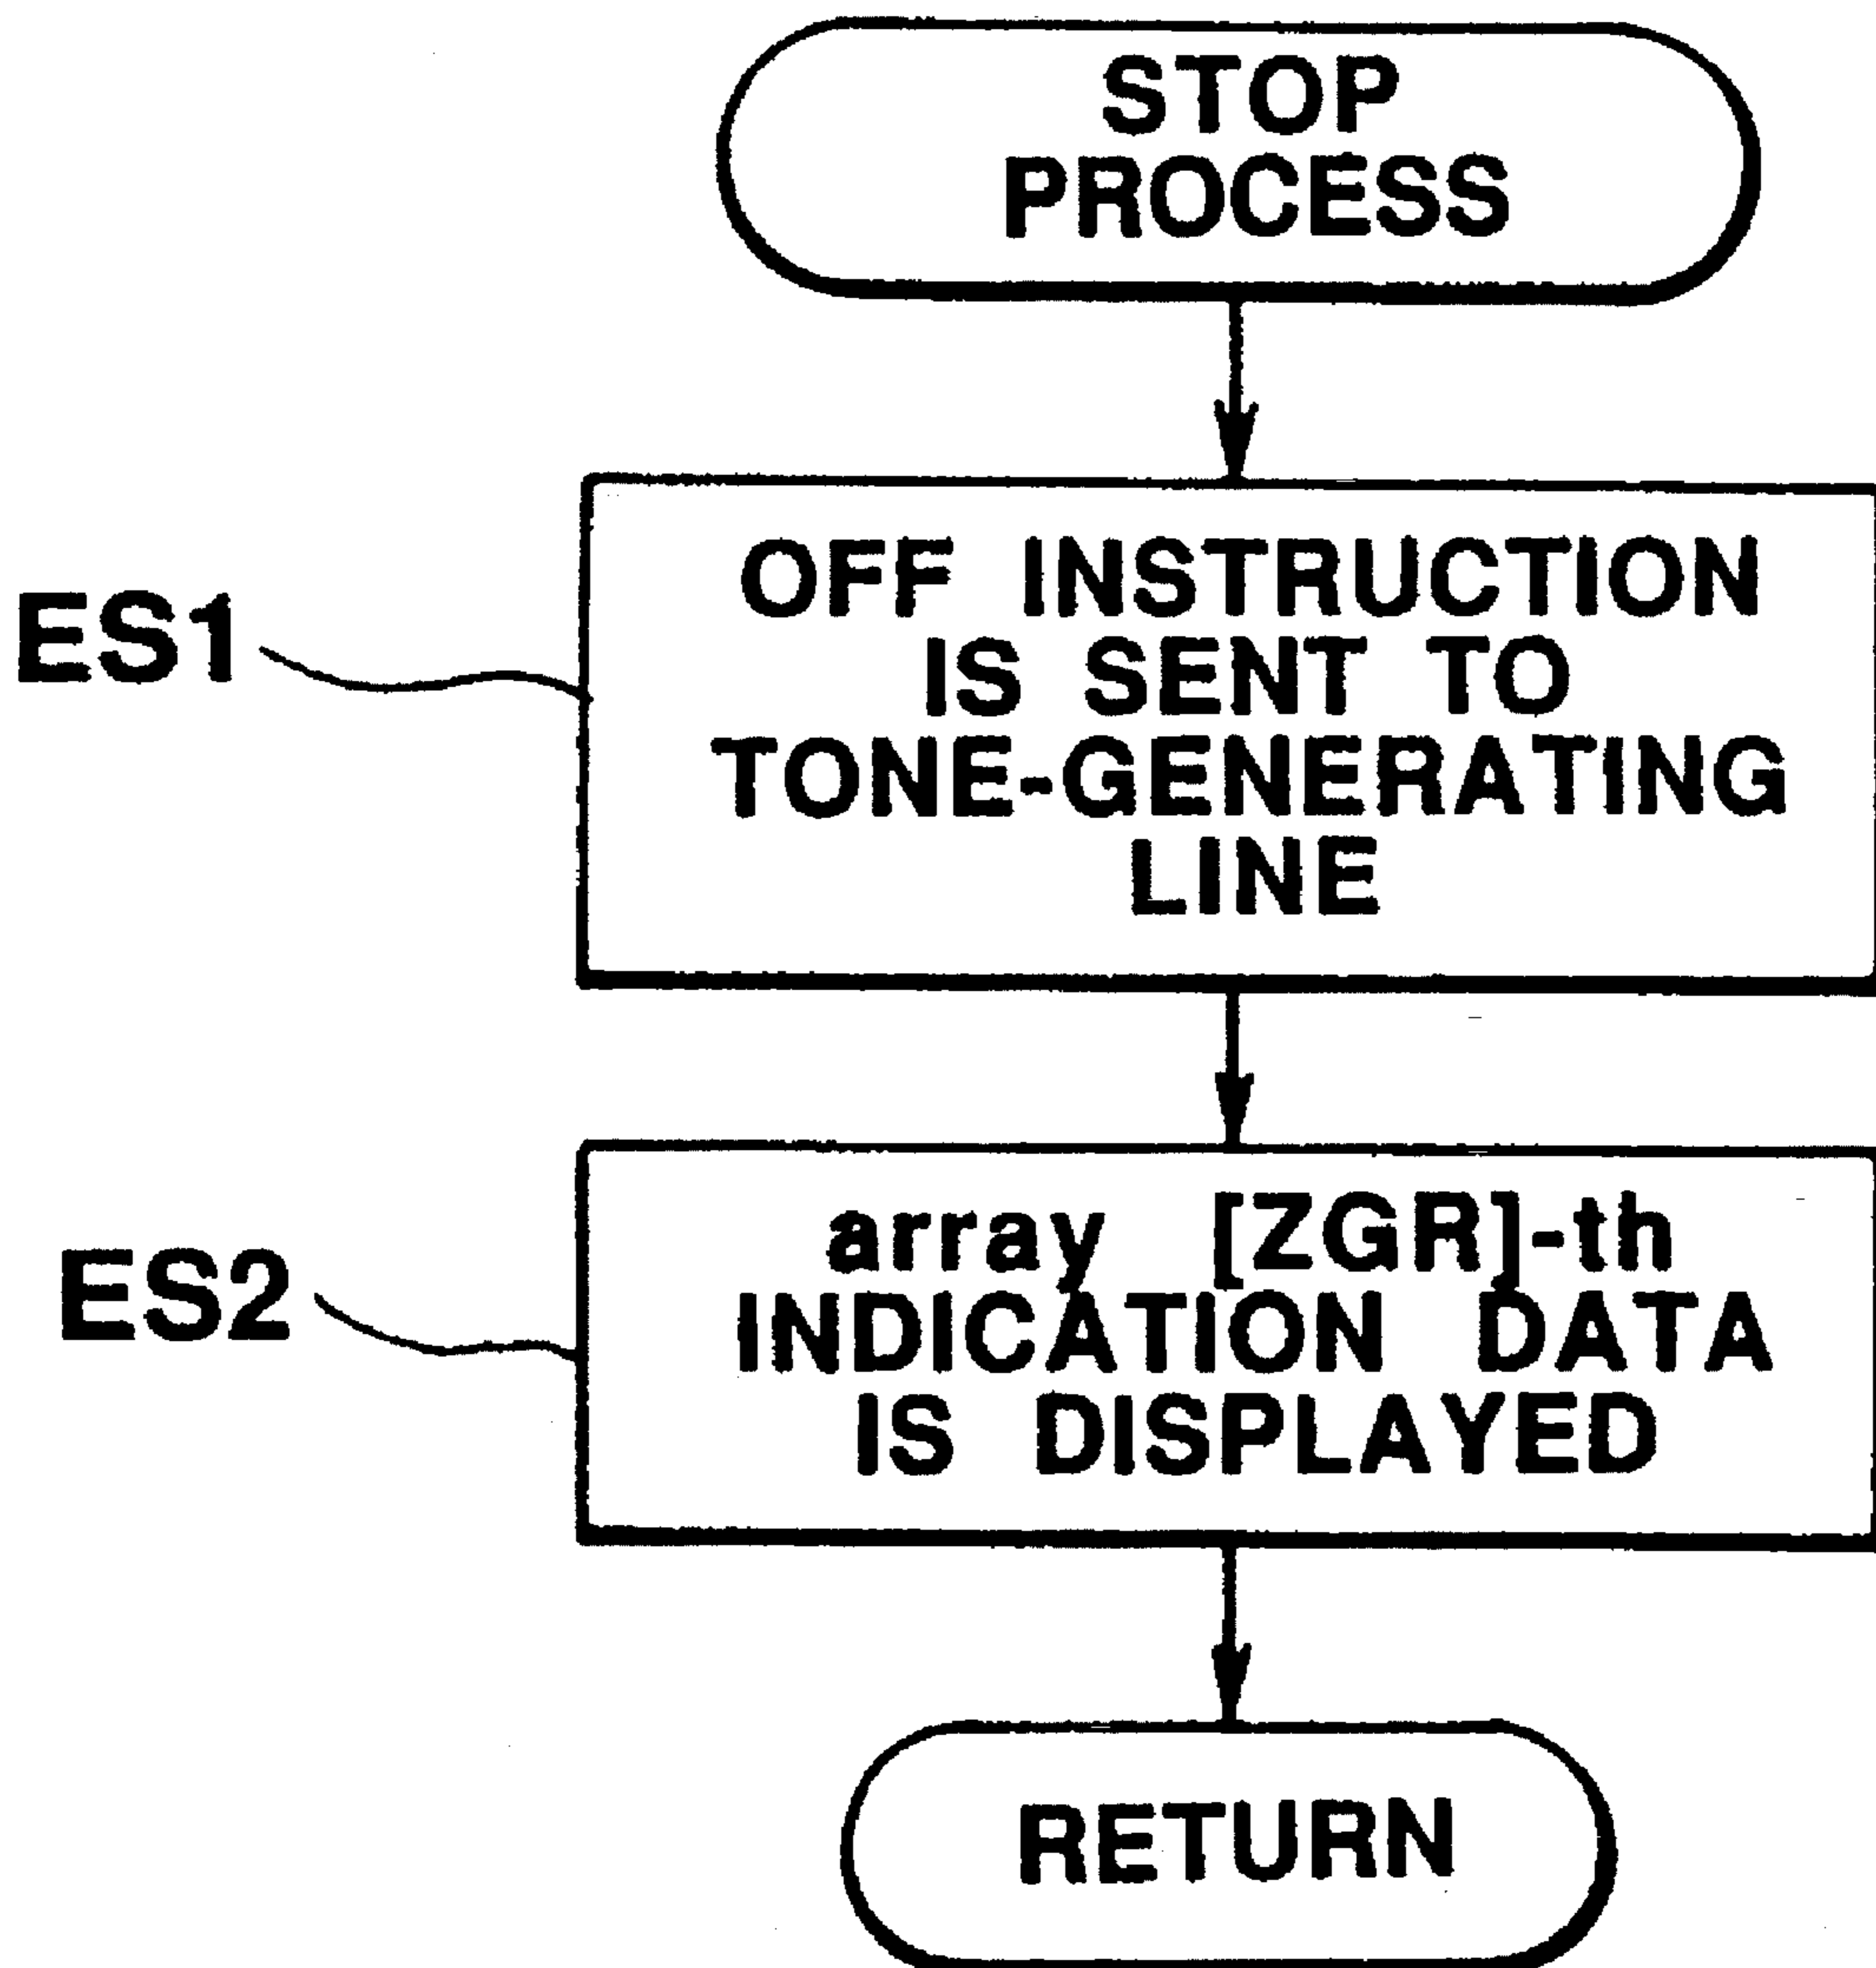 STOP
PROCESS
ES1
OFF INSTRUCTION
IS SENT TO
TONE-GENERATING
LINE
ES2
array [ZGR]-th
INDICATION DATA
IS DISPLAYED
RETURN